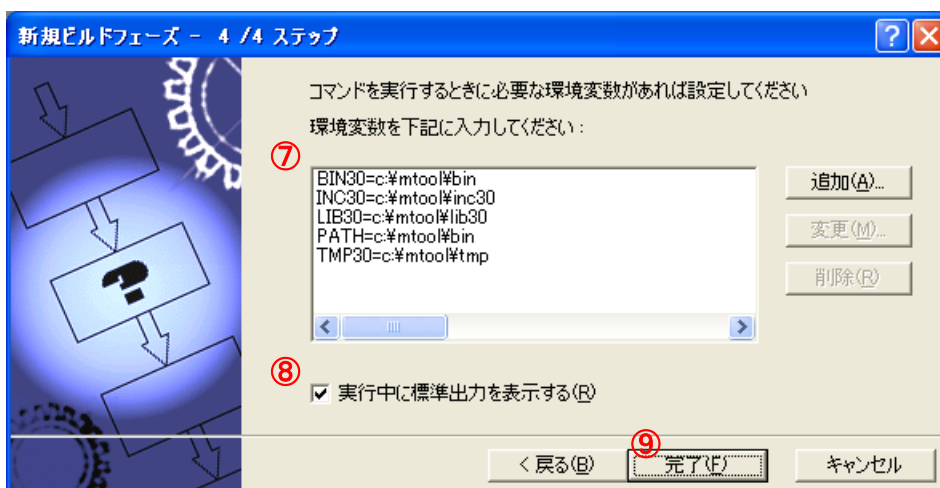 新規ビルドフェーズ - 4 /4 ステップ
コマンドを実行するときに必要な環境変数があれば設定してください
環境変数を下記に入力してください:
⑦
BIN30=c:¥mtool¥bin
INC30=c:¥mtool¥inc30
LIB30=c:¥mtool¥lib30
PATH=c:¥mtool¥bin
TMP30=c:¥mtool¥tmp
追加(A)...
変更(M)...
削除(R)
⑧
実行中に標準出力を表示する(R)
⑨
< 戻る(B)
完了(F)
キャンセル